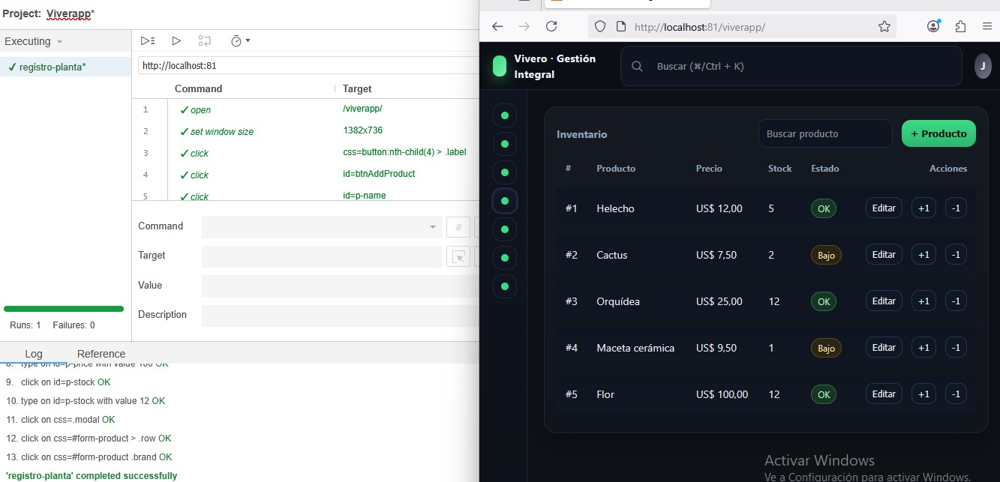 Project: Viverapp*
Executing
registro-planta*
http://localhost:81
Command Target
1 open /viverapp/
2 set window size 1382x736
3 click css=button:nth-child(4) > .label
4 click id=btnAddProduct
5 click id=p-name
Command
//
Target
Value
Description
Runs: 1 Failures: 0
Log Reference
8. type on id=p-price with value 100 OK
9. click on id=p-stock OK
10. type on id=p-stock with value 12 OK
11. click on css=.modal OK
12. click on css=#form-product > .row OK
13. click on css=#form-product .brand OK
'registro-planta' completed successfully
http://localhost:81/viverapp/
Vivero · Gestión
Integral
Buscar (⌘/Ctrl + K)
J
Inventario
Buscar producto
+ Producto
# Producto Precio Stock Estado Acciones
#1 Helecho US$ 12,00 5 OK Editar +1 -1
#2 Cactus US$ 7,50 2 Bajo Editar +1 -1
#3 Orquídea US$ 25,00 12 OK Editar +1 -1
#4 Maceta cerámica US$ 9,50 1 Bajo Editar +1 -1
#5 Flor US$ 100,00 12 OK Editar +1 -1
Activar Windows
Ve a Configuración para activar Windows.